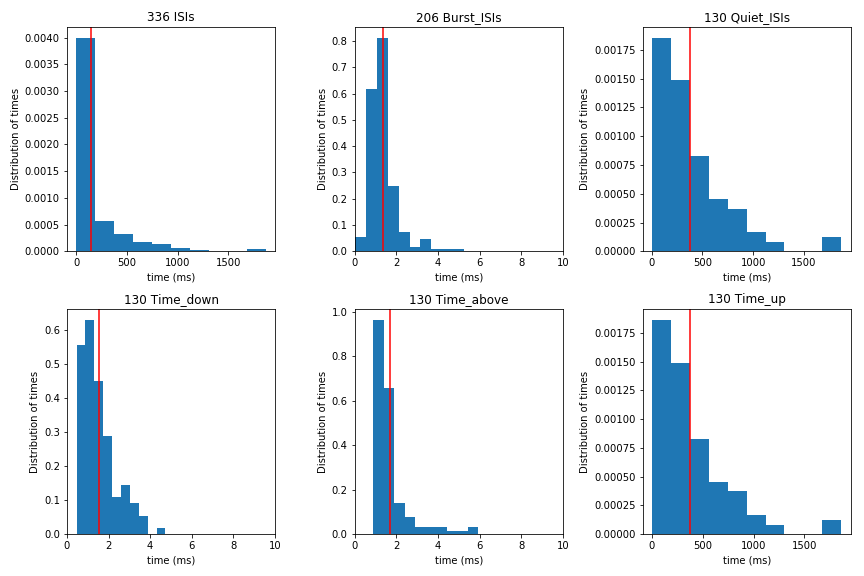 336 ISIs
206 Burst_ISIs
130 Quiet_ISIs
Distribution of times
0.0040
0.0035
0.0030
0.0025
0.0020
0.0015
0.0010
0.0005
0.0000
0 500 1000 1500
time (ms)
Distribution of times
0.8
0.7
0.6
0.5
0.4
0.3
0.2
0.1
0.0
0 2 4 6 8 10
time (ms)
Distribution of times
0.00175
0.00150
0.00125
0.00100
0.00075
0.00050
0.00025
0.00000
0 500 1000 1500
time (ms)
130 Time_down
130 Time_above
130 Time_up
Distribution of times
0.6
0.5
0.4
0.3
0.2
0.1
0.0
0 2 4 6 8 10
time (ms)
Distribution of times
1.0
0.8
0.6
0.4
0.2
0.0
0 2 4 6 8 10
time (ms)
Distribution of times
0.00175
0.00150
0.00125
0.00100
0.00075
0.00050
0.00025
0.00000
0 500 1000 1500
time (ms)